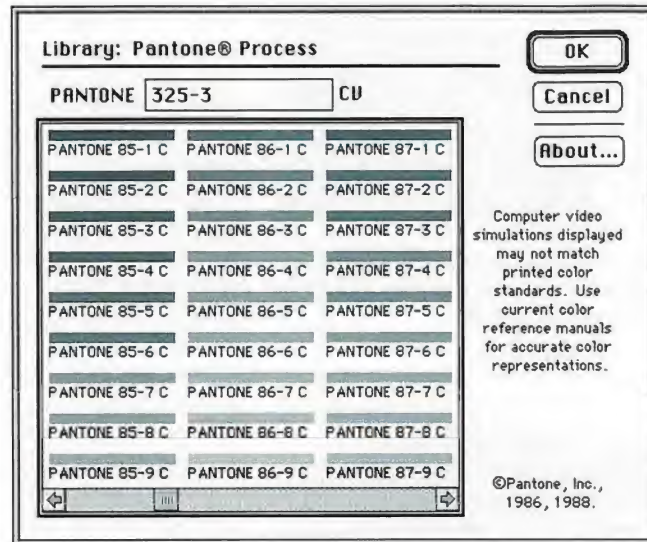 Library: Pantone® Process
PANTONE 325-3 CV
OK
Cancel
About...
PANTONE 85-1 C PANTONE 86-1 C PANTONE 87-1 C
PANTONE 85-2 C PANTONE 86-2 C PANTONE 87-2 C
PANTONE 85-3 C PANTONE 86-3 C PANTONE 87-3 C
PANTONE 85-4 C PANTONE 86-4 C PANTONE 87-4 C
PANTONE 85-5 C PANTONE 86-5 C PANTONE 87-5 C
PANTONE 85-6 C PANTONE 86-6 C PANTONE 87-6 C
PANTONE 85-7 C PANTONE 86-7 C PANTONE 87-7 C
PANTONE 85-8 C PANTONE 86-8 C PANTONE 87-8 C
PANTONE 85-9 C PANTONE 86-9 C PANTONE 87-9 C
Computer video
simulations displayed
may not match
printed color
standards. Use
current color
reference manuals
for accurate color
representations.
©Pantone, Inc.,
1986, 1988.